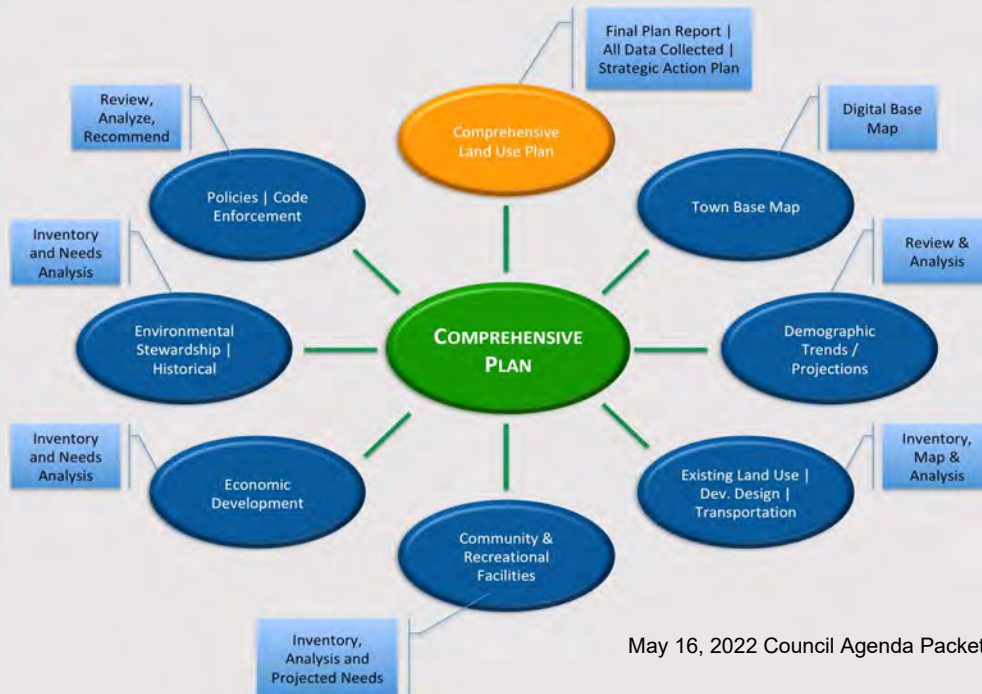 Final Plan Report |
All Data Collected |
Strategic Action Plan
Comprehensive
Land Use Plan
Digital Base
Map
Town Base Map
Review &
Analysis
Demographic
Trends /
Projections
Inventory,
Map &
Analysis
Existing Land Use |
Dev. Design |
Transportation
Community &
Recreational
Facilities
Inventory,
Analysis and
Projected Needs
Economic
Development
Inventory
and Needs
Analysis
Environmental
Stewardship |
Historical
Inventory
and Needs
Analysis
Policies | Code
Enforcement
Review,
Analyze,
Recommend
COMPREHENSIVE
PLAN
May 16, 2022 Council Agenda Packet